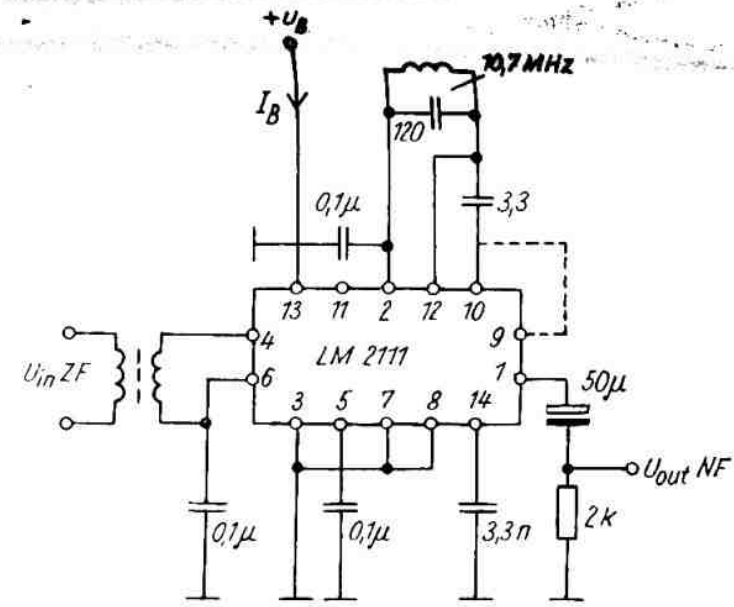 +U_B
10,7 MHz
I_B
120
0,1µ
3,3
13
11
2
12
10
4
9
U_in ZF
LM 2111
6
1
3
5
7
8
14
50µ
U_out NF
0,1µ
0,1µ
3,3n
2k